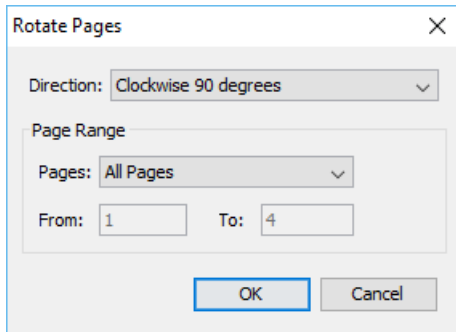 Rotate Pages
Direction: Clockwise 90 degrees
Page Range
Pages: All Pages
From: 1 To: 4
OK Cancel